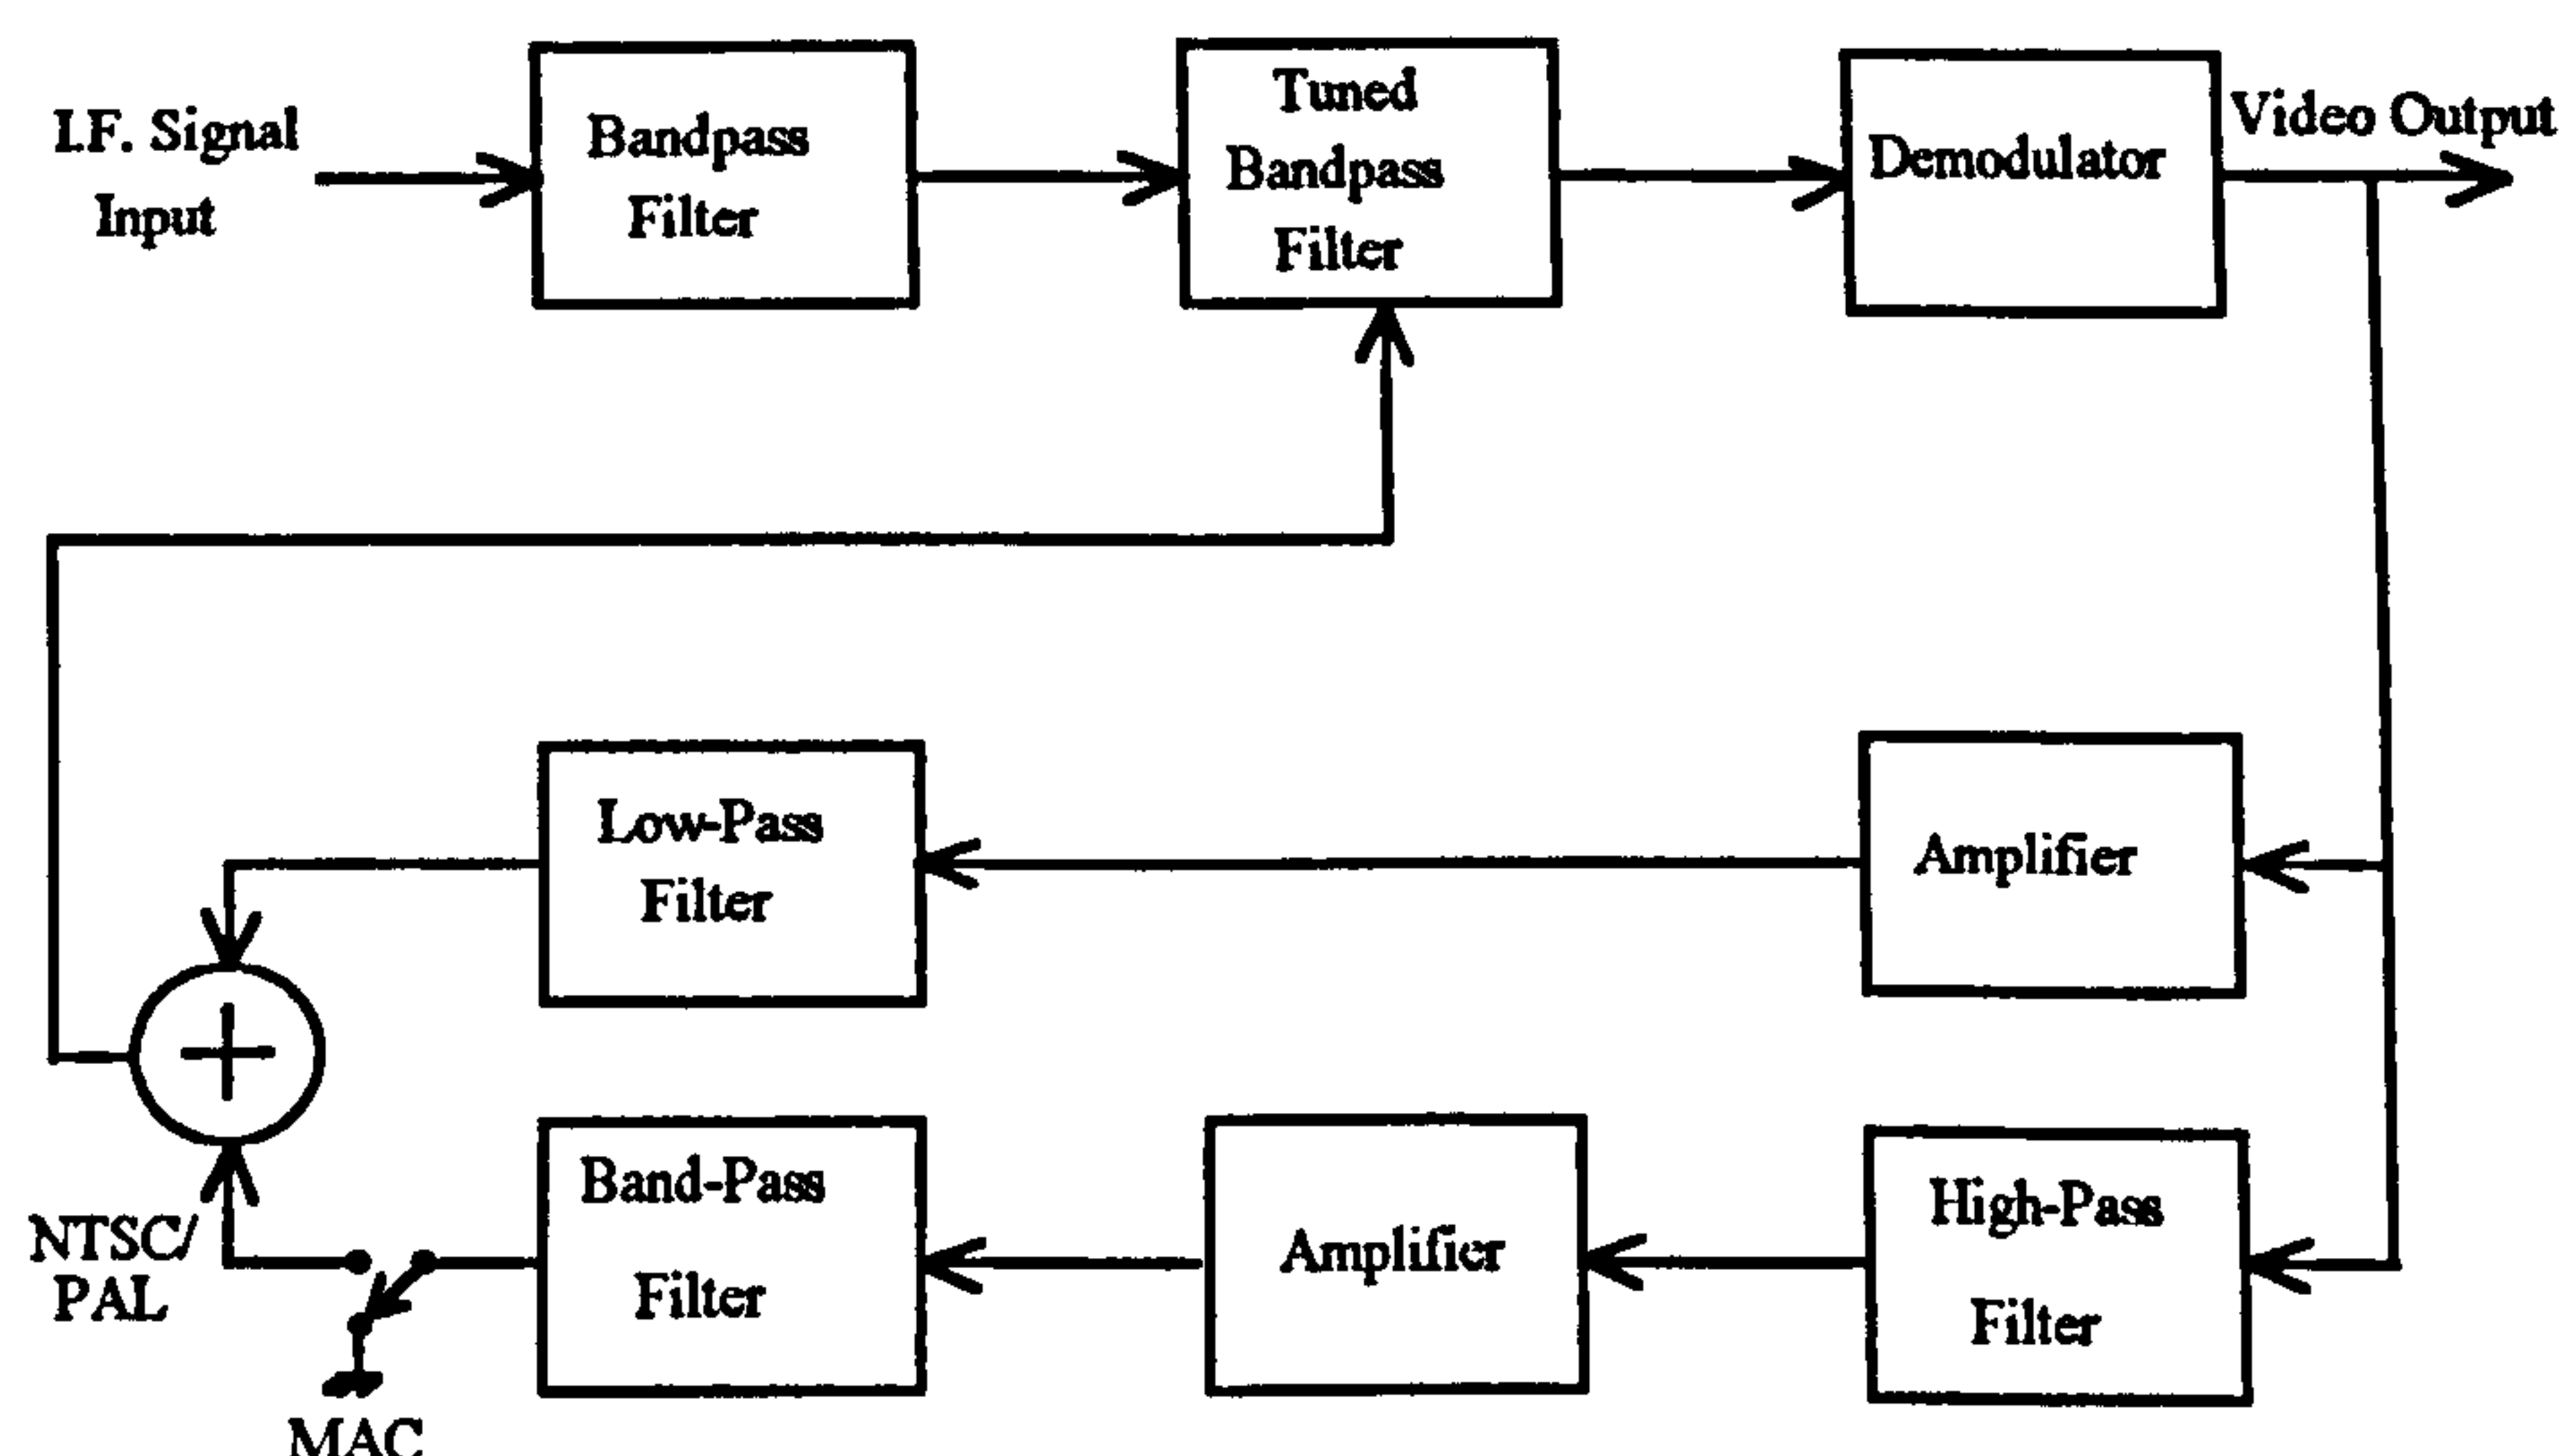 I.F. Signal
Input
Bandpass
Filter
Tuned
Bandpass
Filter
Demodulator
Video Output
Low-Pass
Filter
Amplifier
NTSC/
PAL
MAC
Band-Pass
Filter
Amplifier
High-Pass
Filter